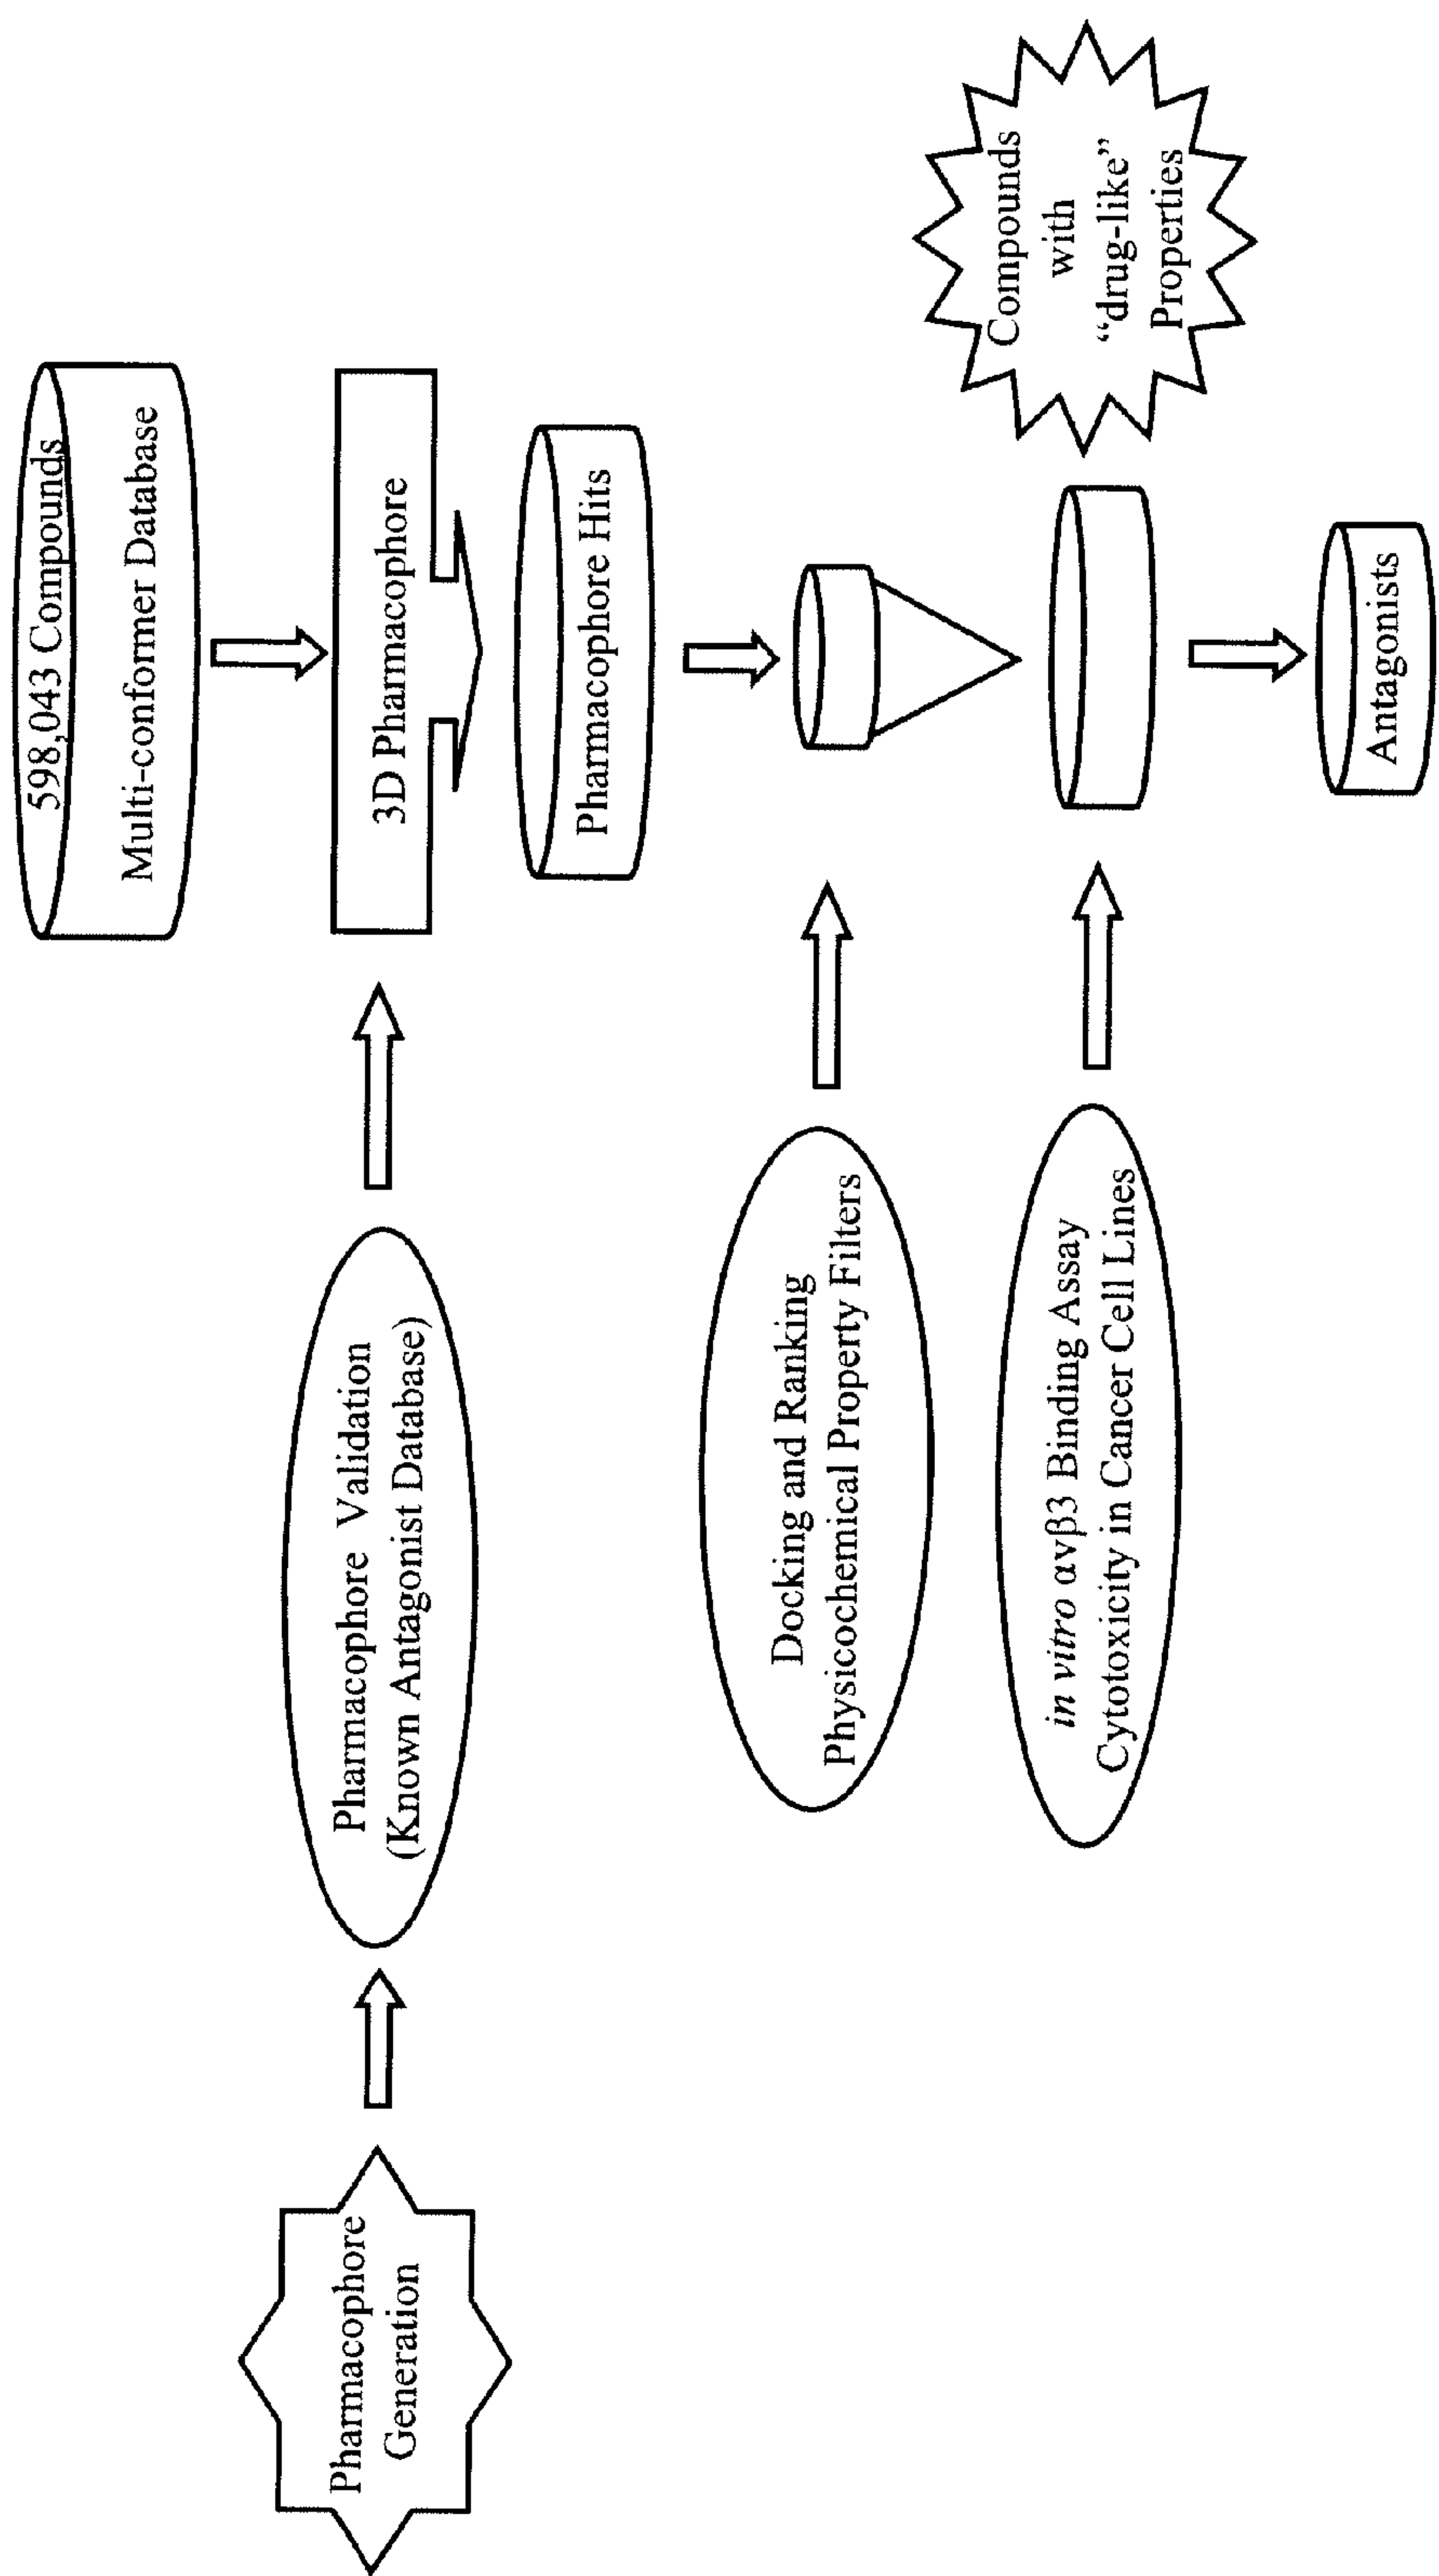 598,043 Compounds
Multi-conformer Database
Pharmacophore
Generation
Pharmacophore Validation
(Known Antagonist Database)
3D Pharmacophore
Pharmacophore Hits
Docking and Ranking
Physicochemical Property Filters
in vitro αvβ3 Binding Assay
Cytotoxicity in Cancer Cell Lines
Compounds
with
“drug-like”
Properties
Antagonists